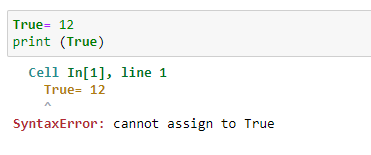 True= 12
print (True)
Cell In[1], line 1
True= 12
^
SyntaxError: cannot assign to True